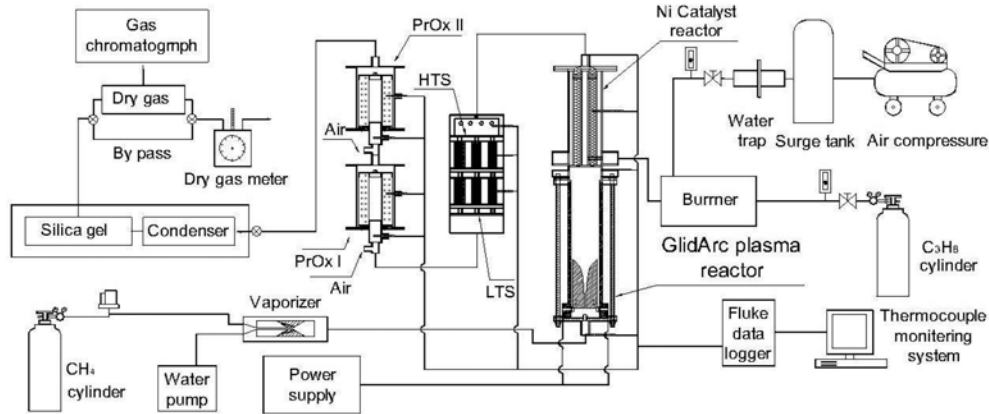 Gas
chromatogrnph
Dry gas
By pass
Dry gas meter
Silica gel
Condenser
PrOx II
Air
PrOx I
Air
HTS
LTS
Ni Catalyst
reactor
Water
trap
Surge tank
Air compressure
Burrner
C₃H₈
cylinder
GlidArc plasma
reactor
CH₄
cylinder
Vaporizer
Water
pump
Power
supply
Fluke
data
logger
Thermocouple
monitering
system